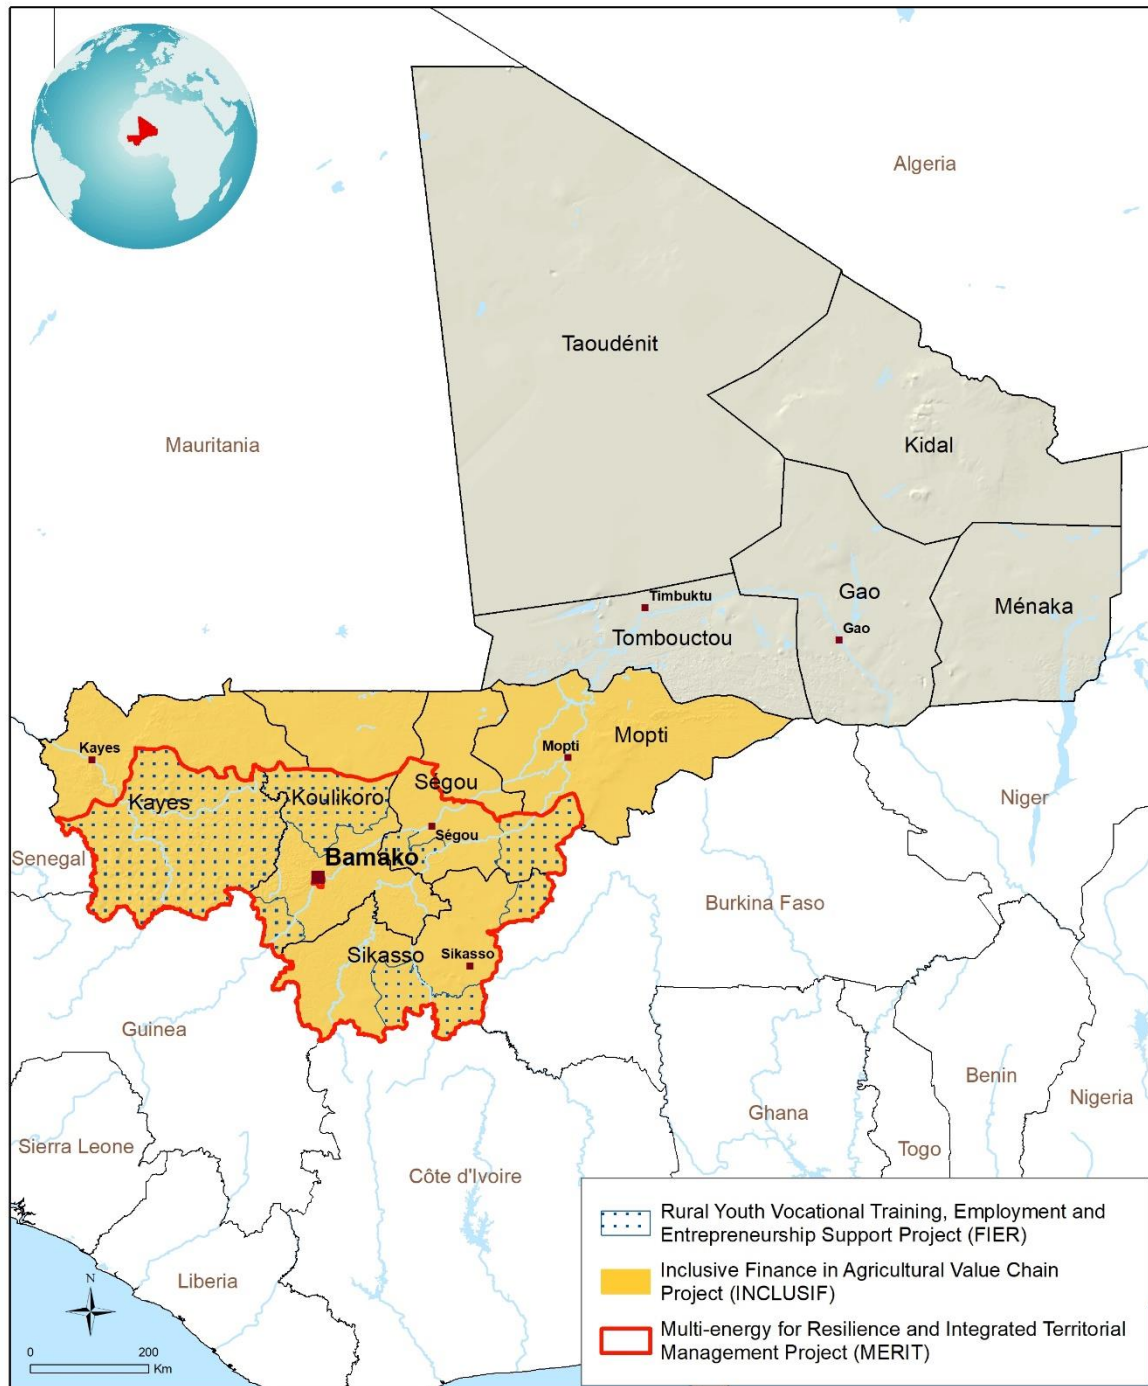 Algeria
Taoudénit
Mauritania
Kidal
Timbuktu
Gao
Ménaka
Tombouctou
Gao
Kayes
Mopti
Mopti
Kayes
Koulikoro
Ségou
Ségou
Niger
Senegal
Bamako
Burkina Faso
Sikasso
Sikasso
Guinea
Benin
Nigeria
Ghana
Togo
Sierra Leone
Côte d'Ivoire
Liberia
N
0 200
Km
Rural Youth Vocational Training, Employment and
Entrepreneurship Support Project (FIER)
Inclusive Finance in Agricultural Value Chain
Project (INCLUSIF)
Multi-energy for Resilience and Integrated Territorial
Management Project (MERIT)